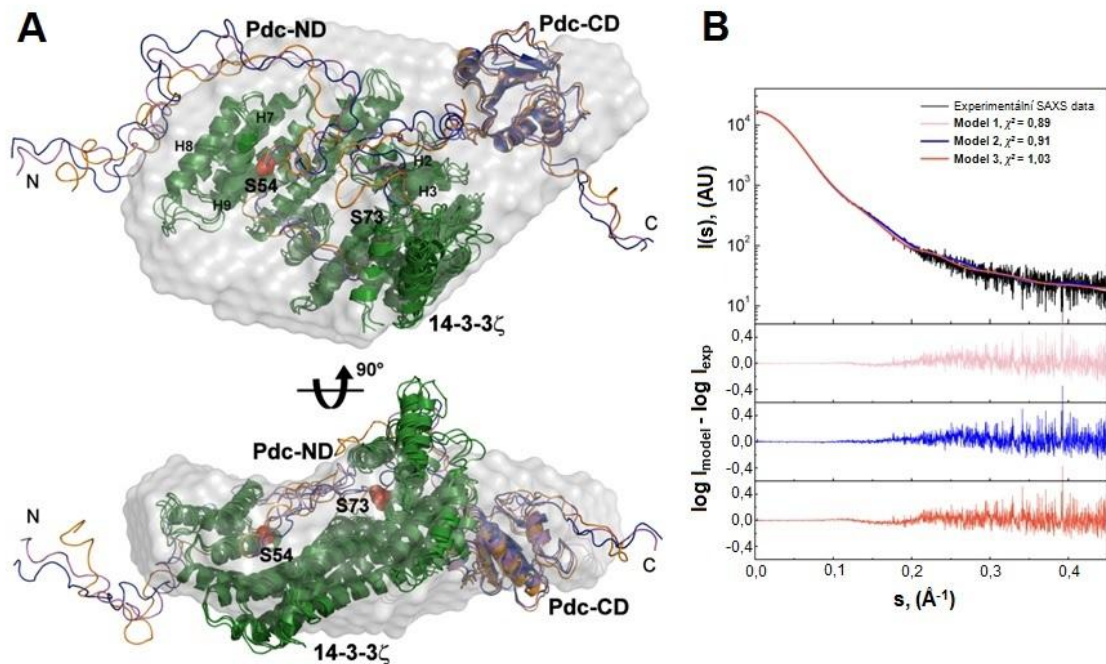 A
Pdc-ND
Pdc-CD
H7
H8
N
S54
H2
H3
H9
S73
C
14-3-3ζ
90°
Pdc-ND
N
S73
S54
C
Pdc-CD
14-3-3ζ
B
Experimentální SAXS data
Model 1, χ² = 0,89
Model 2, χ² = 0,91
Model 3, χ² = 1,03
I(s), (AU)
10⁴
10³
10²
10¹
log I_model - log I_exp
0,4
0,0
-0,4
0,4
0,0
-0,4
0,4
0,0
-0,4
0,0 0,1 0,2 0,3 0,4
s, (Å⁻¹)